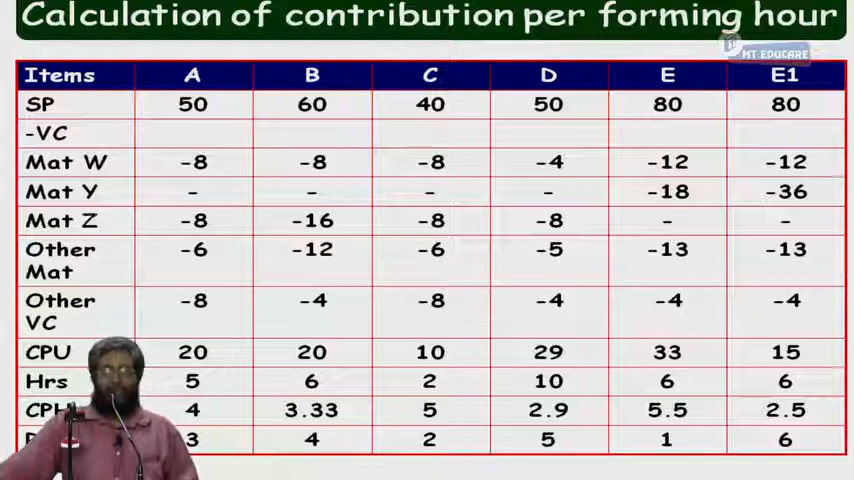 Calculation of contribution per forming hour
MT EDUCARE
Items A B C D E E1
SP 50 60 40 50 80 80
-VC
Mat W -8 -8 -8 -4 -12 -12
Mat Y - - - - -18 -36
Mat Z -8 -16 -8 -8 - -
Other Mat -6 -12 -6 -5 -13 -13
Other VC -8 -4 -8 -4 -4 -4
CPU 20 20 10 29 33 15
Hrs 5 6 2 10 6 6
4 3.33 5 2.9 5.5 2.5
3 4 2 5 1 6